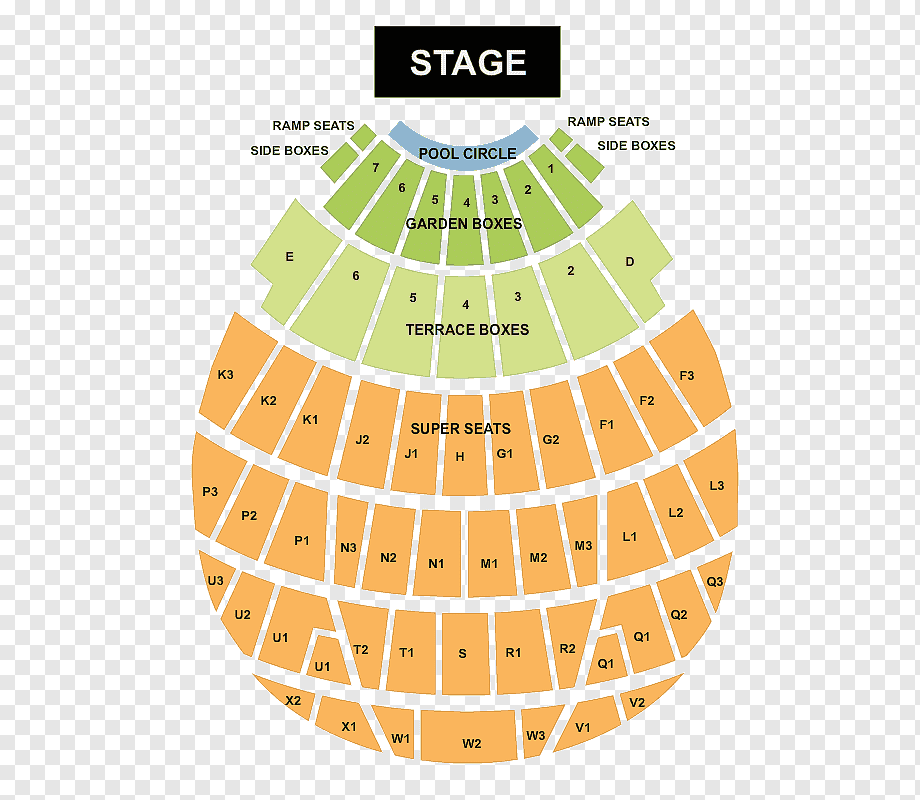 STAGE
RAMP SEATS
SIDE BOXES
RAMP SEATS
SIDE BOXES
POOL CIRCLE
7
6
5
4
3
2
1
GARDEN BOXES
E
6
5
4
3
2
D
TERRACE BOXES
K3
K2
K1
J2
J1
H
G1
G2
F1
F2
F3
SUPER SEATS
P3
P2
P1
N3
N2
N1
M1
M2
M3
L1
L2
L3
U3
U2
U1
U1
T2
T1
S
R1
R2
Q1
Q1
Q2
Q3
X2
X1
W1
W2
W3
V1
V2